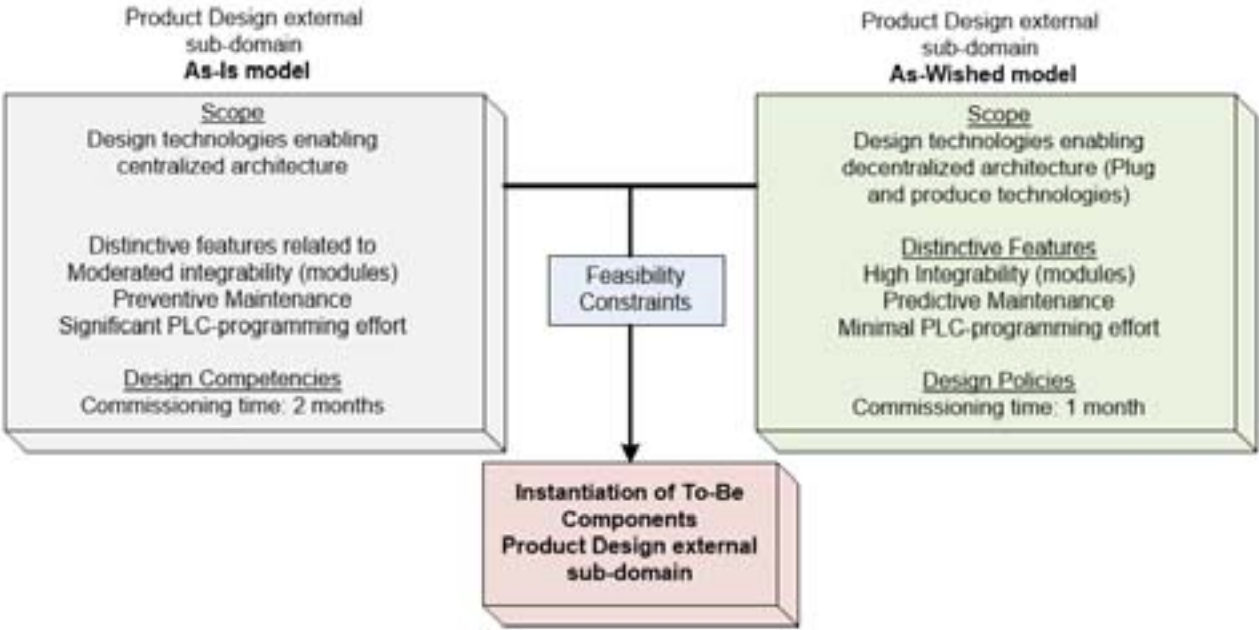 Product Design external
sub-domain
As-Is model
Scope
Design technologies enabling
centralized architecture
Distinctive features related to
Moderated integrability (modules)
Preventive Maintenance
Significant PLC-programming effort
Design Competencies
Commissioning time: 2 months
Product Design external
sub-domain
As-Wished model
Scope
Design technologies enabling
decentralized architecture (Plug
and produce technologies)
Distinctive Features
High Integrability (modules)
Predictive Maintenance
Minimal PLC-programming effort
Design Policies
Commissioning time: 1 month
Feasibility
Constraints
Instantiation of To-Be
Components
Product Design external
sub-domain